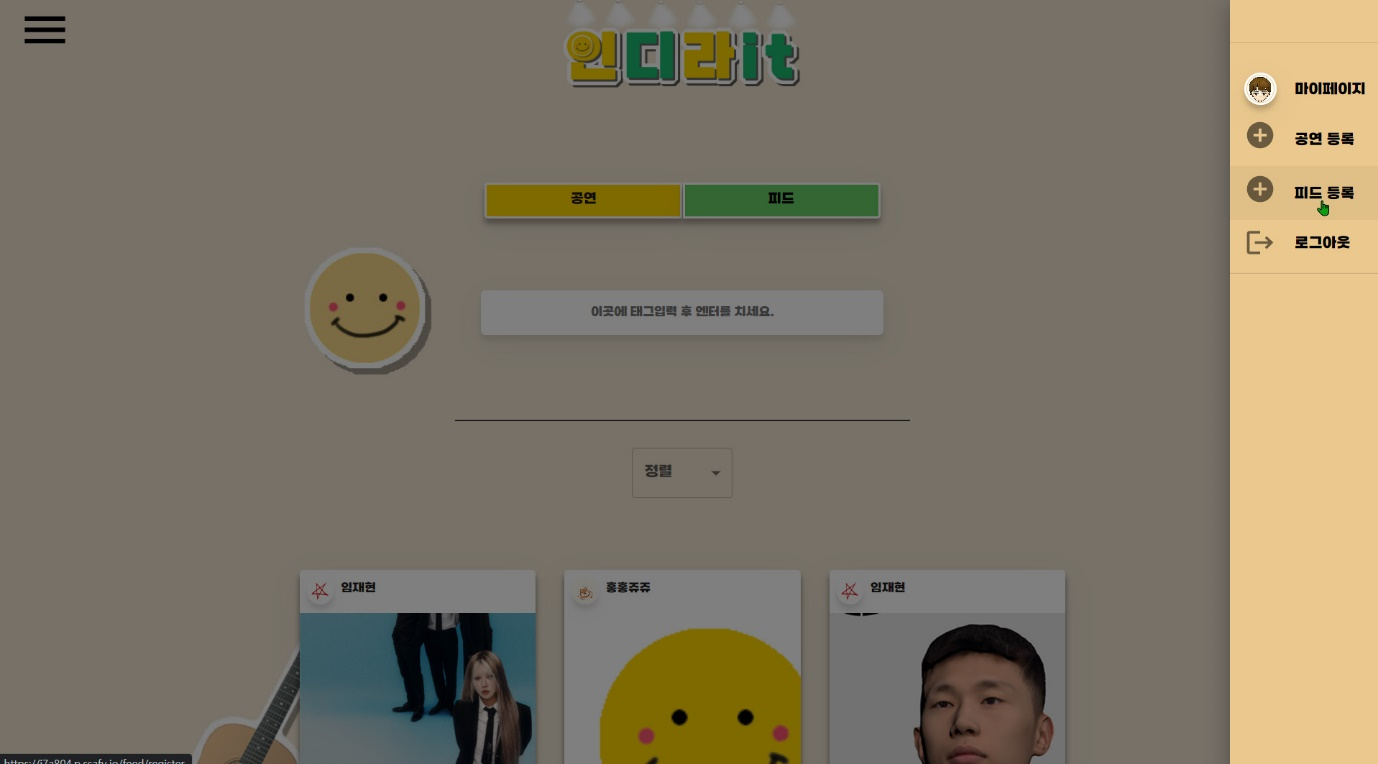 인디라it
마이페이지
공연 등록
피드 등록
로그아웃
공연
피드
이곳에 태그입력 후 엔터를 치세요.
정렬
임재현
홍홍쥬쥬
임재현